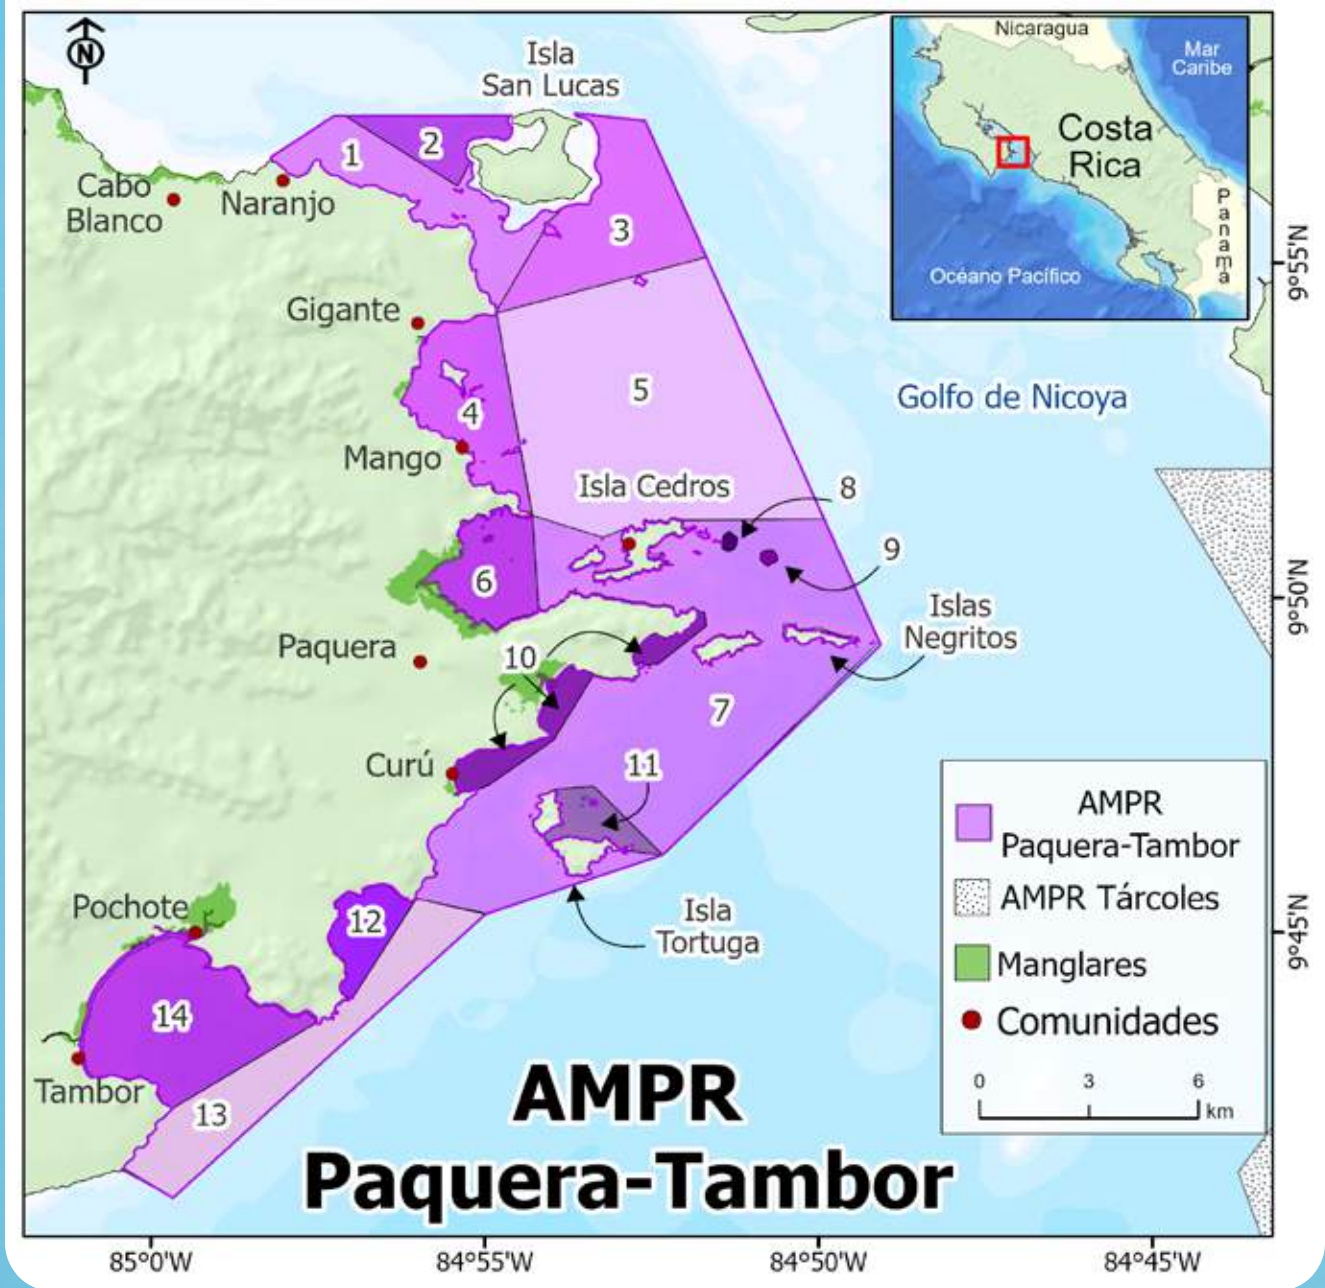 N
Isla
San Lucas
Nicaragua
Mar
Caribe
Costa
Rica
Panamá
Océano Pacífico
1
2
3
Cabo
Blanco
Naranjo
9°55'N
Gigante
4
5
Golfo de Nicoya
Mango
Isla Cedros
8
9
6
9°50'N
Islas
Negritos
Paquera
10
7
Curú
11
AMPR
Paquera-Tambor
AMPR Tárcoles
Manglares
Comunidades
0 3 6
km
Pochote
12
Isla
Tortuga
9°45'N
14
Tambor
13
AMPR
Paquera-Tambor
85°0'W
84°55'W
84°50'W
84°45'W